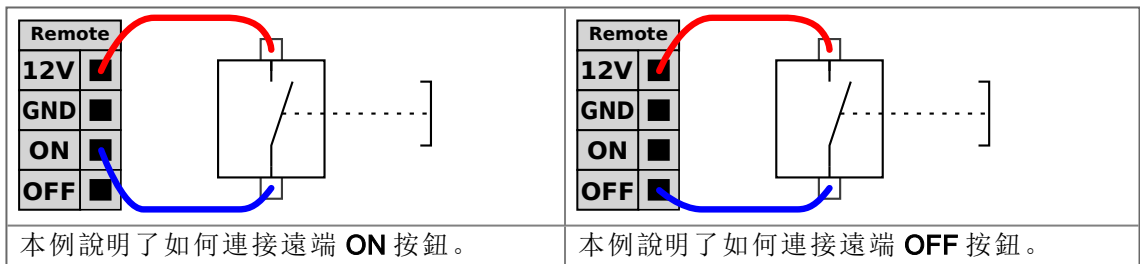 Remote
12V
GND
ON
OFF
本例說明了如何連接遠端 ON 按鈕。
Remote
12V
GND
ON
OFF
本例說明了如何連接遠端 OFF 按鈕。